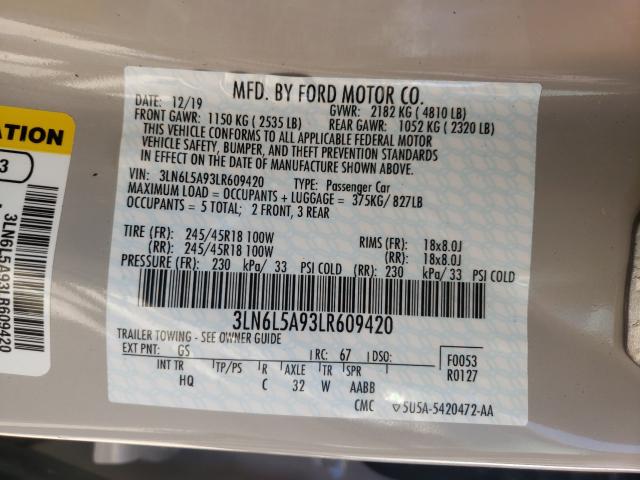 MFD. BY FORD MOTOR CO.
DATE: 12/19 GVWR: 2182 KG ( 4810 LB)
FRONT GAWR: 1150 KG ( 2535 LB) REAR GAWR: 1052 KG ( 2320 LB)
THIS VEHICLE CONFORMS TO ALL APPLICABLE FEDERAL MOTOR
VEHICLE SAFETY, BUMPER, AND THEFT PREVENTION STANDARDS
IN EFFECT ON THE DATE OF MANUFACTURE SHOWN ABOVE.
VIN: 3LN6L5A93LR609420 TYPE: Passenger Car
MAXIMUM LOAD = OCCUPANTS + LUGGAGE = 375KG/ 827LB
OCCUPANTS = 5 TOTAL; 2 FRONT, 3 REAR
TIRE (FR): 245/45R18 100W RIMS (FR): 18x8.0J
(RR): 245/45R18 100W (RR): 18x8.0J
PRESSURE (FR): 230 kPa/ 33 PSI COLD (RR): 230 kPa/ 33 PSI COLD
3LN6L5A93LR609420
TRAILER TOWING - SEE OWNER GUIDE
EXT PNT: GS RC: 67 DSO: F0053
R0127
INT TR TP/PS R AXLE TR SPR
HQ C 32 W AABB
CMC 5U5A-5420472-AA
ATION
3
3LN6L5A93LR609420